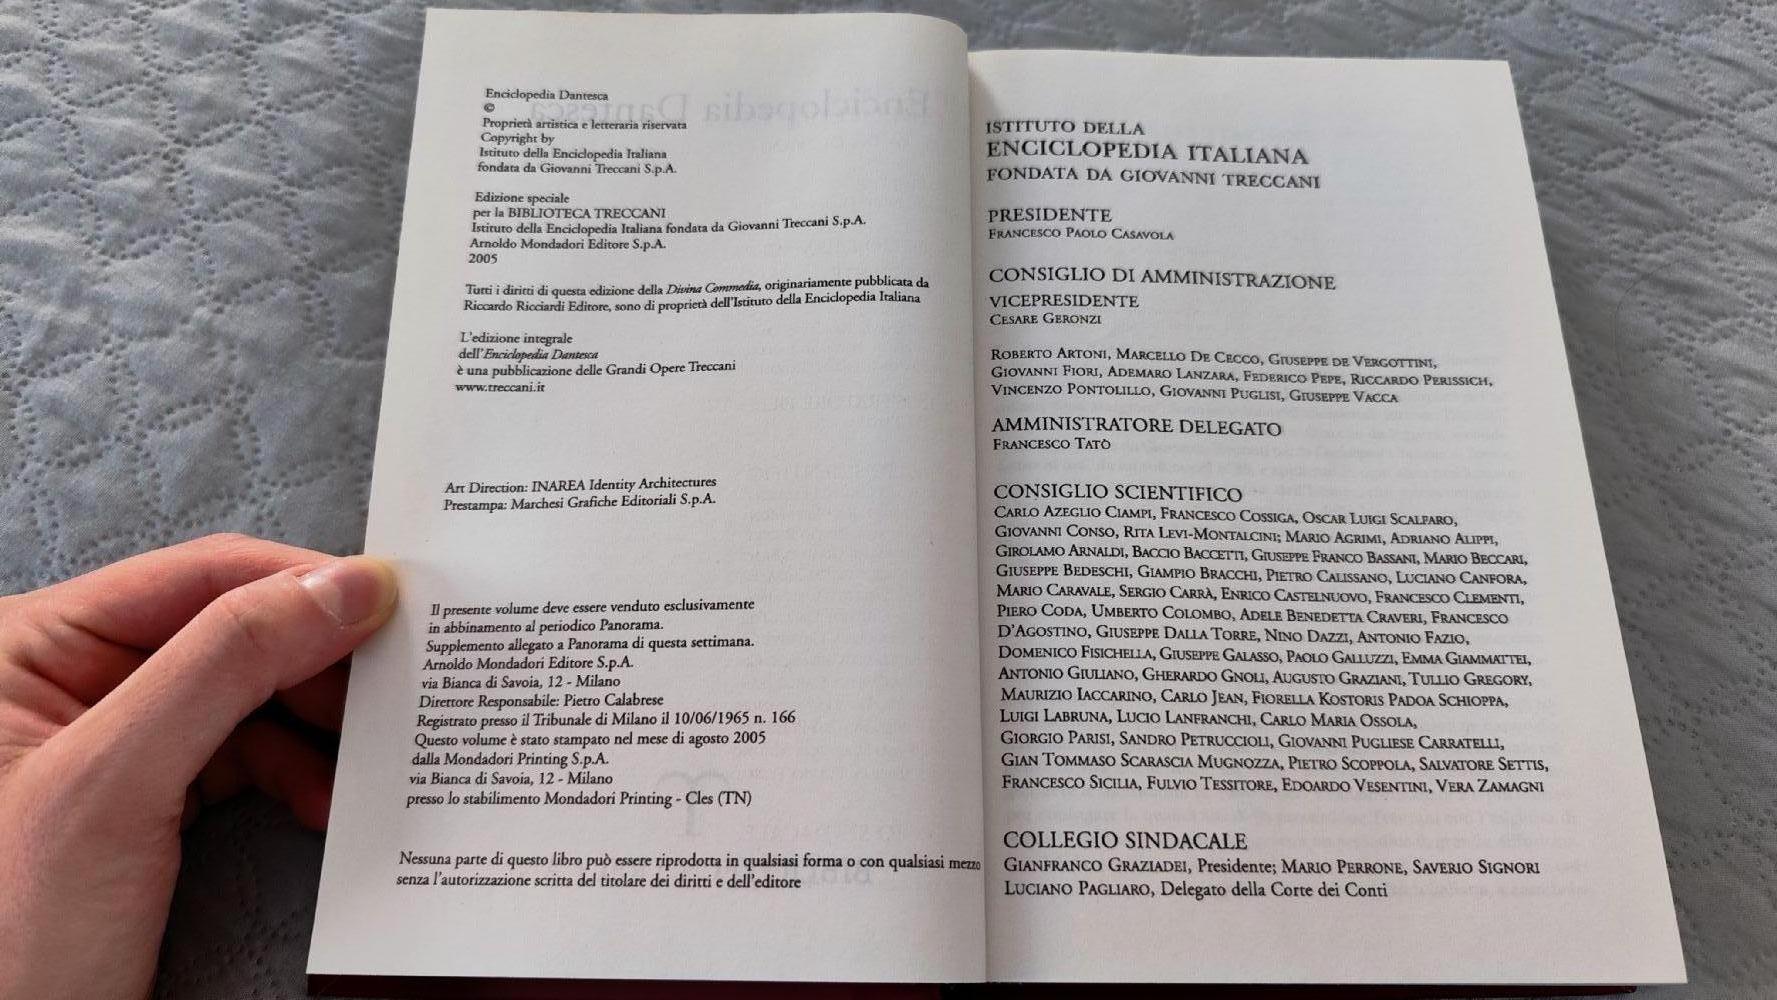 Enciclopedia Dantesca
©
Proprietà artistica e letteraria riservata
Copyright by
Istituto della Enciclopedia Italiana
fondata da Giovanni Treccani S.p.A.
Edizione speciale
per la BIBLIOTECA TRECCANI
Istituto della Enciclopedia Italiana fondata da Giovanni Treccani S.p.A.
Arnoldo Mondadori Editore S.p.A.
2005
Tutti i diritti di questa edizione della Divina Commedia, originariamente pubblicata da
Riccardo Ricciardi Editore, sono di proprietà dell'Istituto della Enciclopedia Italiana
L'edizione integrale
dell'Enciclopedia Dantesca
è una pubblicazione delle Grandi Opere Treccani
www.treccani.it
Art Direction: INAREA Identity Architectures
Prestampa: Marchesi Grafiche Editoriali S.p.A.
Il presente volume deve essere venduto esclusivamente
in abbinamento al periodico Panorama.
Supplemento allegato a Panorama di questa settimana.
Arnoldo Mondadori Editore S.p.A.
via Bianca di Savoia, 12 - Milano
Direttore Responsabile: Pietro Calabrese
Registrato presso il Tribunale di Milano il 10/06/1965 n. 166
Questo volume è stato stampato nel mese di agosto 2005
dalla Mondadori Printing S.p.A.
via Bianca di Savoia, 12 - Milano
presso lo stabilimento Mondadori Printing - Cles (TN)
Nessuna parte di questo libro può essere riprodotta in qualsiasi forma o con qualsiasi mezzo
senza l'autorizzazione scritta del titolare dei diritti e dell'editore
ISTITUTO DELLA
ENCICLOPEDIA ITALIANA
FONDATA DA GIOVANNI TRECCANI
PRESIDENTE
FRANCESCO PAOLO CASAVOLA
CONSIGLIO DI AMMINISTRAZIONE
VICEPRESIDENTE
CESARE GERONZI
ROBERTO ARTONI, MARCELLO DE CECCO, GIUSEPPE DE VERGOTTINI,
GIOVANNI FIORI, ADEMARO LANZARA, FEDERICO PEPE, RICCARDO PERISSICH,
VINCENZO PONTOLILLO, GIOVANNI PUGLISI, GIUSEPPE VACCA
AMMINISTRATORE DELEGATO
FRANCESCO TATÒ
CONSIGLIO SCIENTIFICO
CARLO AZEGLIO CIAMPI, FRANCESCO COSSIGA, OSCAR LUIGI SCALFARO,
GIOVANNI CONSO, RITA LEVI-MONTALCINI; MARIO AGRIMI, ADRIANO ALIPPI,
GIROLAMO ARNALDI, BACCIO BACCETTI, GIUSEPPE FRANCO BASSANI, MARIO BECCARI,
GIUSEPPE BEDESCHI, GIAMPIO BRACCHI, PIETRO CALISSANO, LUCIANO CANFORA,
MARIO CARAVALE, SERGIO CARRÀ, ENRICO CASTELNUOVO, FRANCESCO CLEMENTI,
PIERO CODA, UMBERTO COLOMBO, ADELE BENEDETTA CRAVERI, FRANCESCO
D'AGOSTINO, GIUSEPPE DALLA TORRE, NINO DAZZI, ANTONIO FAZIO,
DOMENICO FISICHELLA, GIUSEPPE GALASSO, PAOLO GALLUZZI, EMMA GIAMMATTEI,
ANTONIO GIULIANO, GHERARDO GNOLI, AUGUSTO GRAZIANI, TULLIO GREGORY,
MAURIZIO IACCARINO, CARLO JEAN, FIORELLA KOSTORIS PADOA SCHIOPPA,
LUIGI LABRUNA, LUCIO LANFRANCHI, CARLO MARIA OSSOLA,
GIORGIO PARISI, SANDRO PETRUCCIOLI, GIOVANNI PUGLIESE CARRATELLI,
GIAN TOMMASO SCARASCIA MUGNOZZA, PIETRO SCOPPOLA, SALVATORE SETTIS,
FRANCESCO SICILIA, FULVIO TESSITORE, EDOARDO VESENTINI, VERA ZAMAGNI
COLLEGIO SINDACALE
GIANFRANCO GRAZIADEI, Presidente; MARIO PERRONE, SAVERIO SIGNORI
LUCIANO PAGLIARO, Delegato della Corte dei Conti